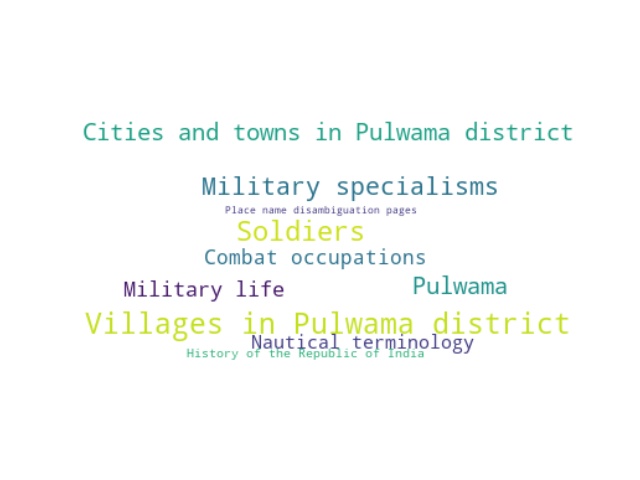 Cities and towns in Pulwama district
Military specialisms
Place name disambiguation pages
Soldiers
Combat occupations
Military life
Pulwama
Villages in Pulwama district
Nautical terminology
History of the Republic of India